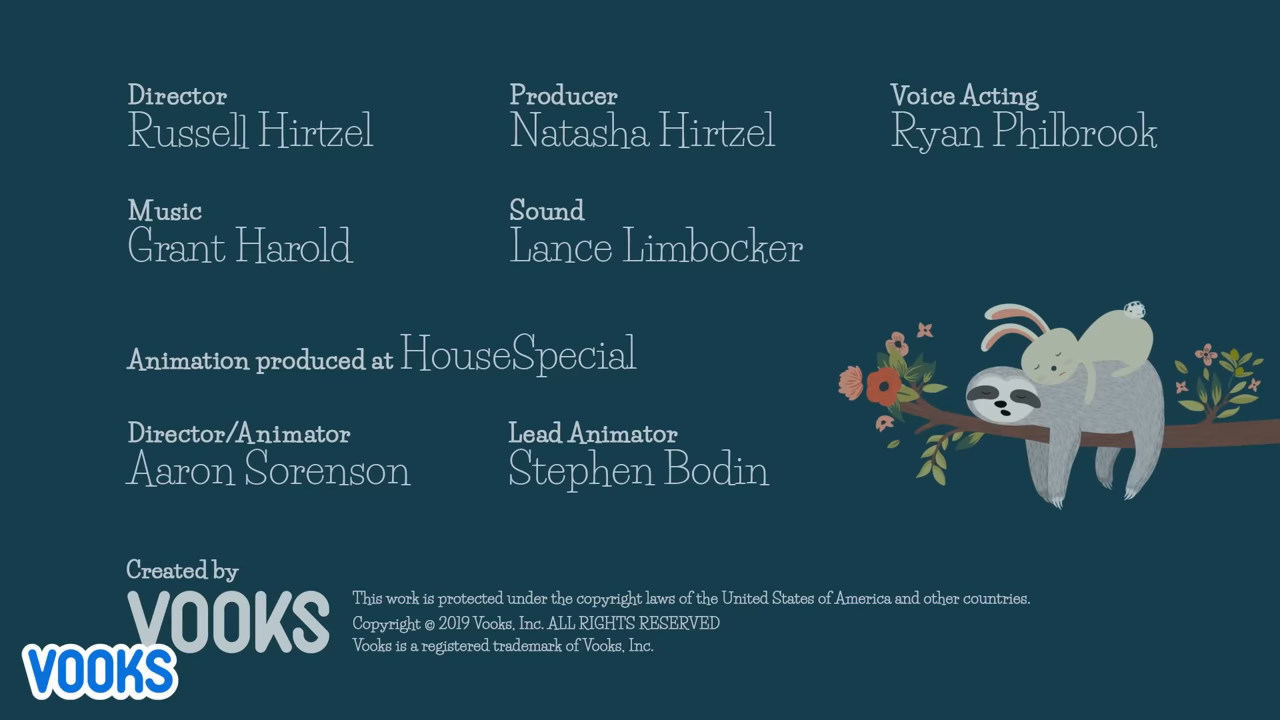 Director
Russell Hirtzel
Producer
Natasha Hirtzel
Voice Acting
Ryan Philbrook
Music
Grant Harold
Sound
Lance Limbocker
Animation produced at HouseSpecial
Director/Animator
Aaron Sorenson
Lead Animator
Stephen Bodin
Created by
VOOKS
This work is protected under the copyright laws of the United States of America and other countries.
Copyright © 2019 Vooks, Inc. ALL RIGHTS RESERVED
Vooks is a registered trademark of Vooks, Inc.
VOOKS